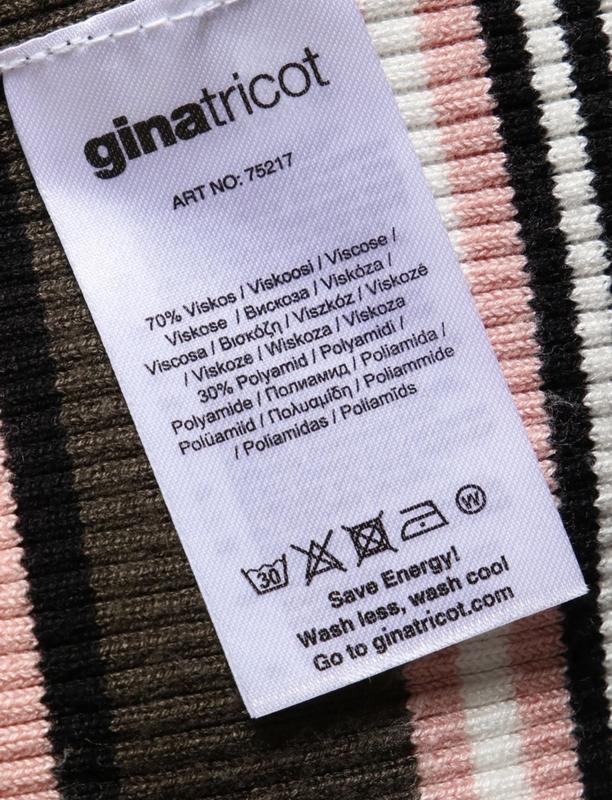 ginatricot
ART NO: 75217
70% Viskos / Viskoosi / Viscose /
Viskose / Вискоза / Viskóza /
Viscosa / Βισκόζη / Viszkóz / Viskozé
/ Viskoze / Wiskoza / Viskoza
30% Polyamid / Polyamidi /
Polyamide / Полиамид / Poliamida /
Polüamiid / Πολυαμίδη / Poliammide
/ Poliamidas / Poliamīds
30 W
Save Energy!
Wash less, wash cool
Go to ginatricot.com